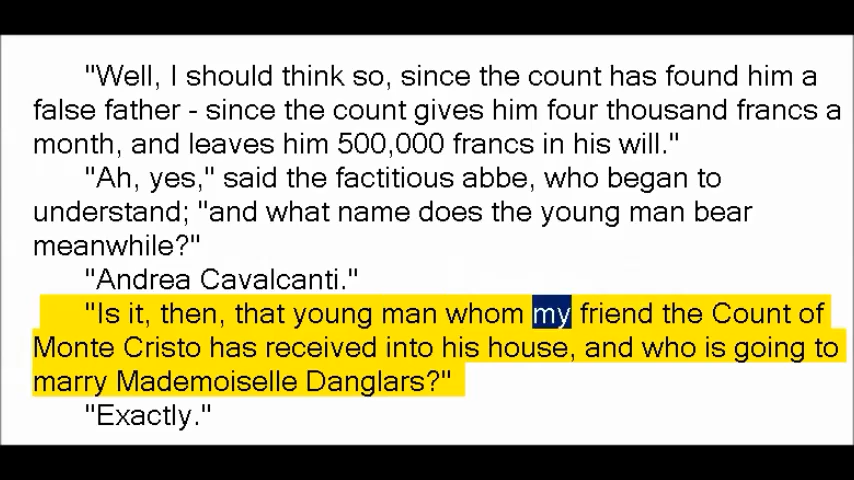 "Well, I should think so, since the count has found him a
false father - since the count gives him four thousand francs a
month, and leaves him 500,000 francs in his will."
"Ah, yes," said the factitious abbe, who began to
understand; "and what name does the young man bear
meanwhile?"
"Andrea Cavalcanti."
"Is it, then, that young man whom my friend the Count of
Monte Cristo has received into his house, and who is going to
marry Mademoiselle Danglars?"
"Exactly."